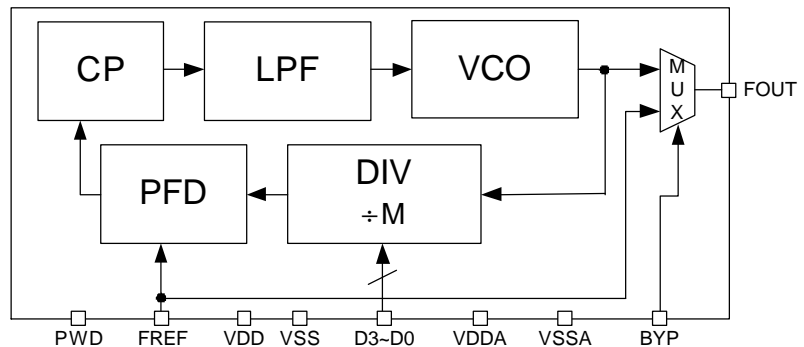 CP
LPF
VCO
M
U
X
FOUT
PFD
DIV
÷M
PWD
FREF
VDD
VSS
D3~D0
VDDA
VSSA
BYP